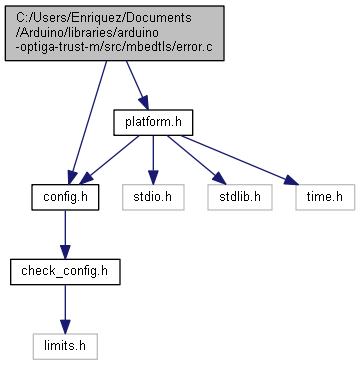 C:/Users/Enriquez/Documents
/Arduino/libraries/arduino
-optiga-trust-m/src/mbedtls/error.c
platform.h
config.h
stdio.h
stdlib.h
time.h
check_config.h
limits.h